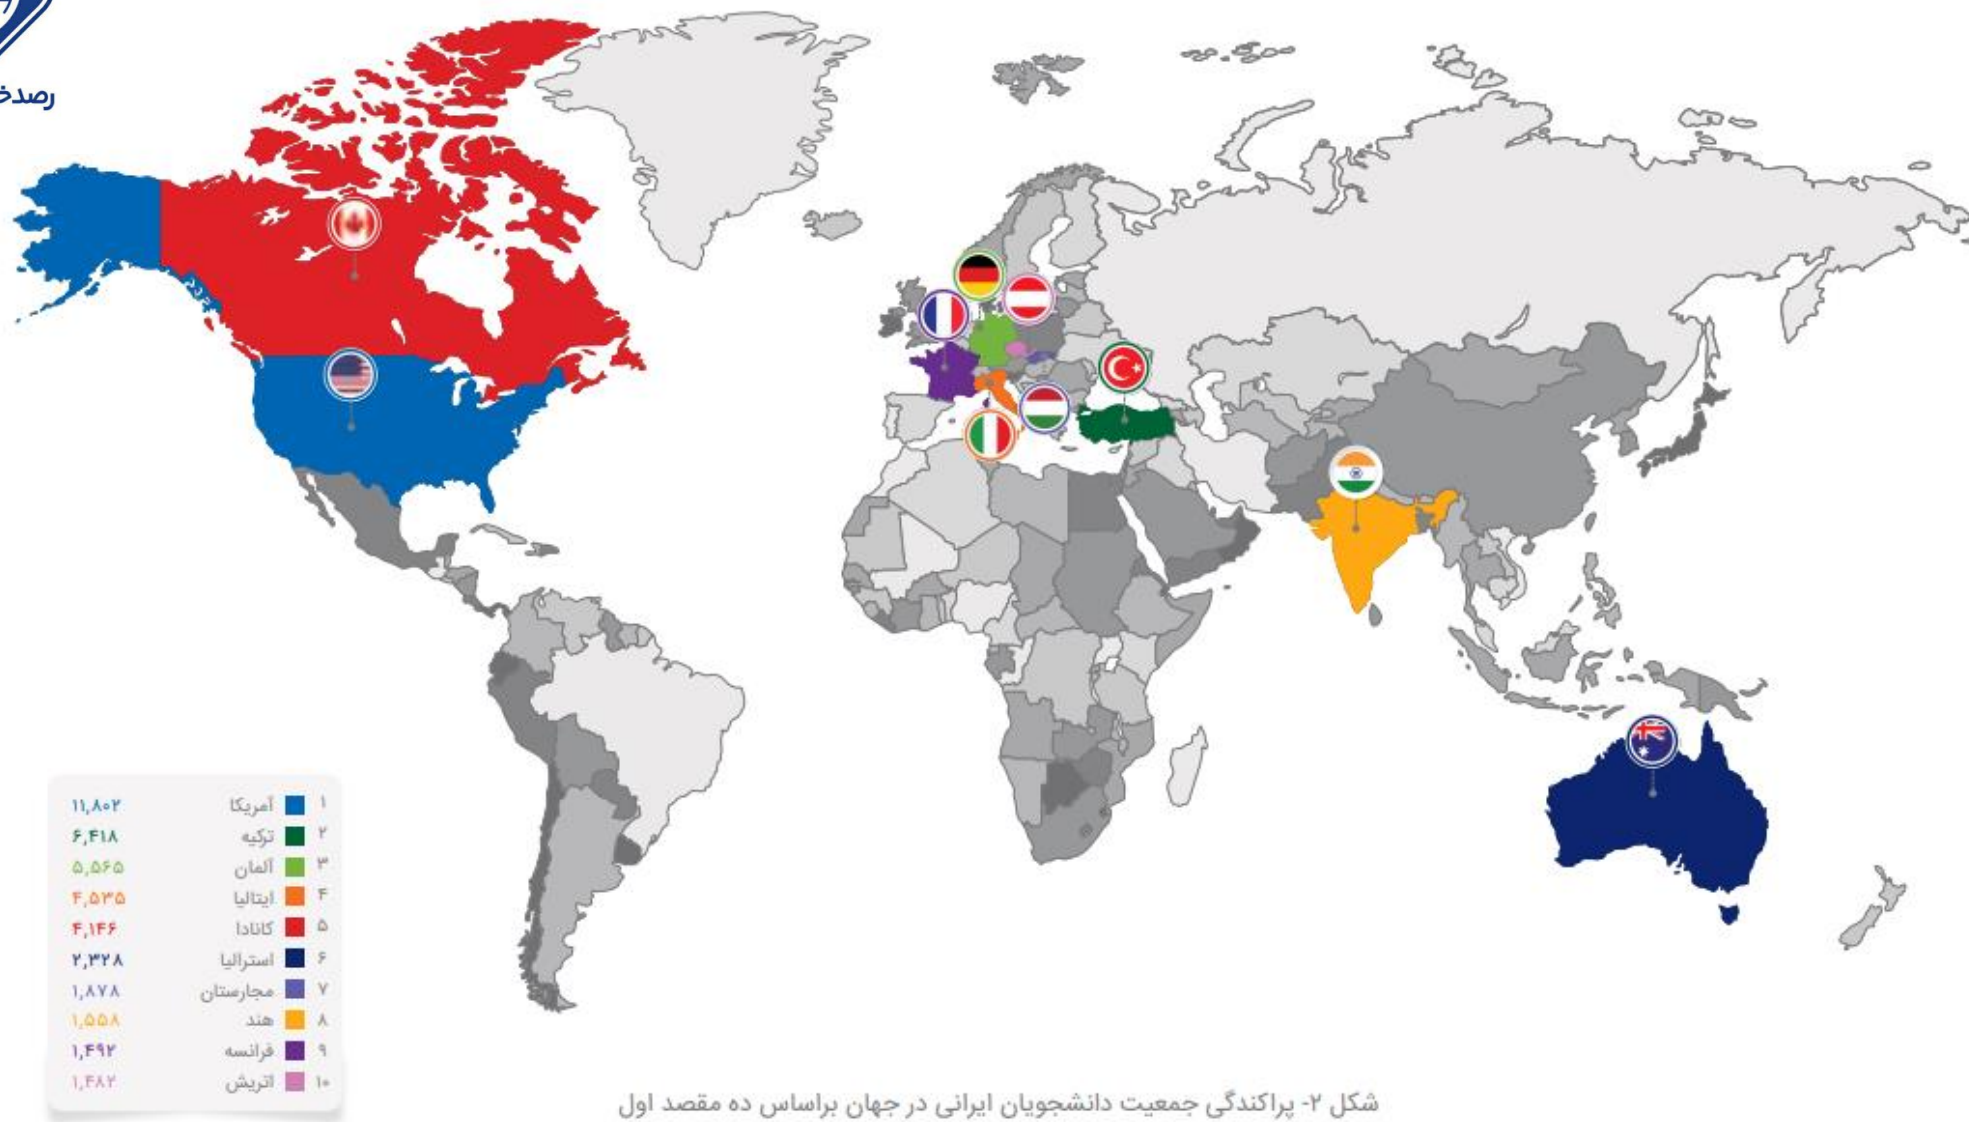 ۱ آمریکا ۱۱,۸۰۲
۲ ترکیه ۶,۴۱۸
۳ آلمان ۵,۵۶۵
۴ ایتالیا ۴,۵۳۵
۵ کانادا ۴,۱۴۶
۶ استرالیا ۲,۳۲۸
۷ مجارستان ۱,۸۷۸
۸ هند ۱,۵۵۸
۹ فرانسه ۱,۴۹۲
۱۰ اتریش ۱,۴۸۲
شکل ۲- پراکندگی جمعیت دانشجویان ایرانی در جهان براساس ده مقصد اول